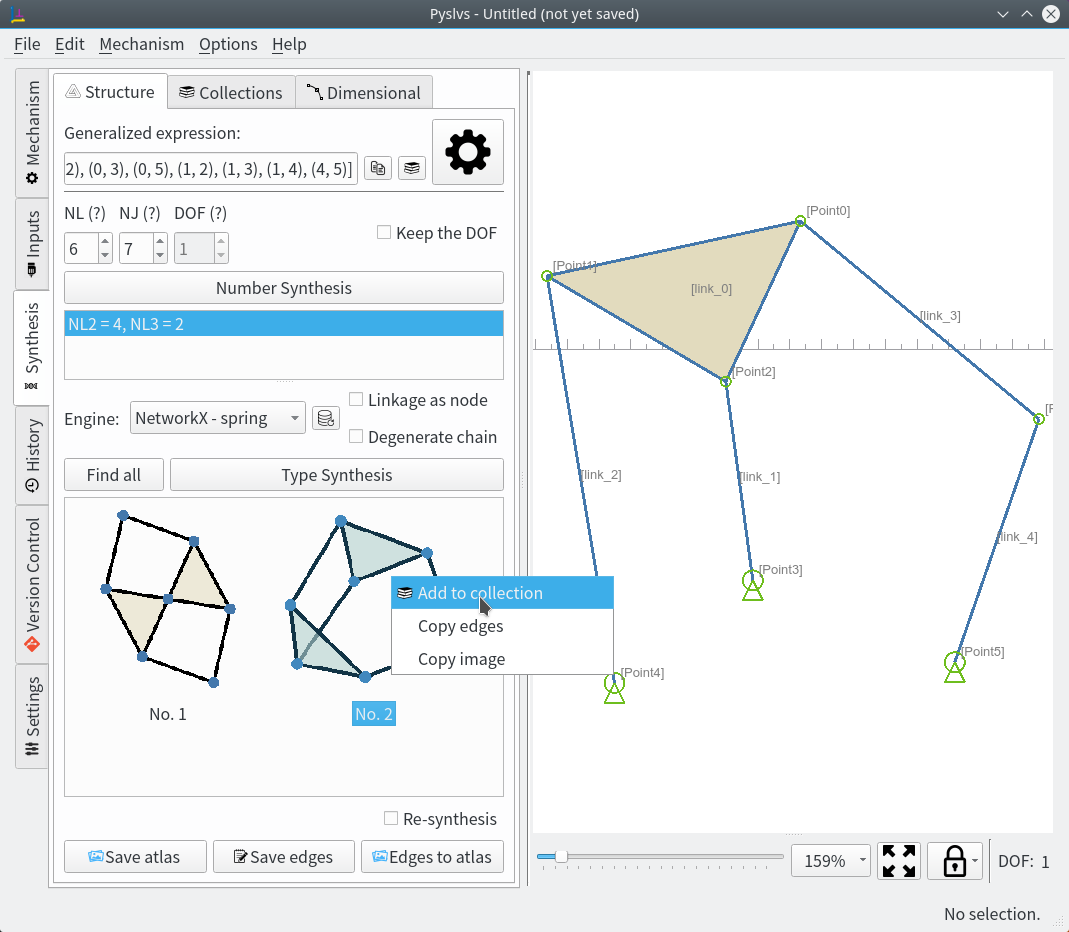 Pyslvs - Untitled (not yet saved)
File Edit Mechanism Options Help
Mechanism
Inputs
Synthesis
History
Version Control
Settings
Structure Collections Dimensional
Generalized expression:
2), (0, 3), (0, 5), (1, 2), (1, 3), (1, 4), (4, 5)]
NL (?) NJ (?) DOF (?)
6 7 1
Keep the DOF
Number Synthesis
NL2 = 4, NL3 = 2
Linkage as node
Engine: NetworkX - spring
Degenerate chain
Find all Type Synthesis
Add to collection
Copy edges
Copy image
No. 1 No. 2
Re-synthesis
Save atlas Save edges Edges to atlas
[Point0]
[Point1]
[link_0]
[link_3]
[Point2]
[link_2]
[link_1]
[link_4]
[Point3]
[Point5]
[Point4]
159% DOF: 1
No selection.